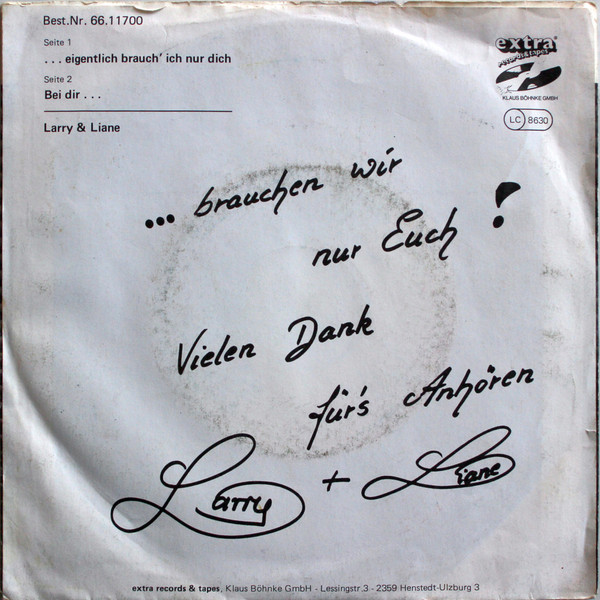 Best.Nr. 66.11700
Seite 1
. . . eigentlich brauch' ich nur dich
Seite 2
Bei dir . . .
Larry & Liane
extra
records & tapes
KLAUS BÖHNKE GMBH
LC 8630
... brauchen wir
nur Euch !
Vielen Dank
für's Anhören
Larry + Liane
extra records & tapes, Klaus Böhnke GmbH - Lessingstr.3 - 2359 Henstedt-Ulzburg 3